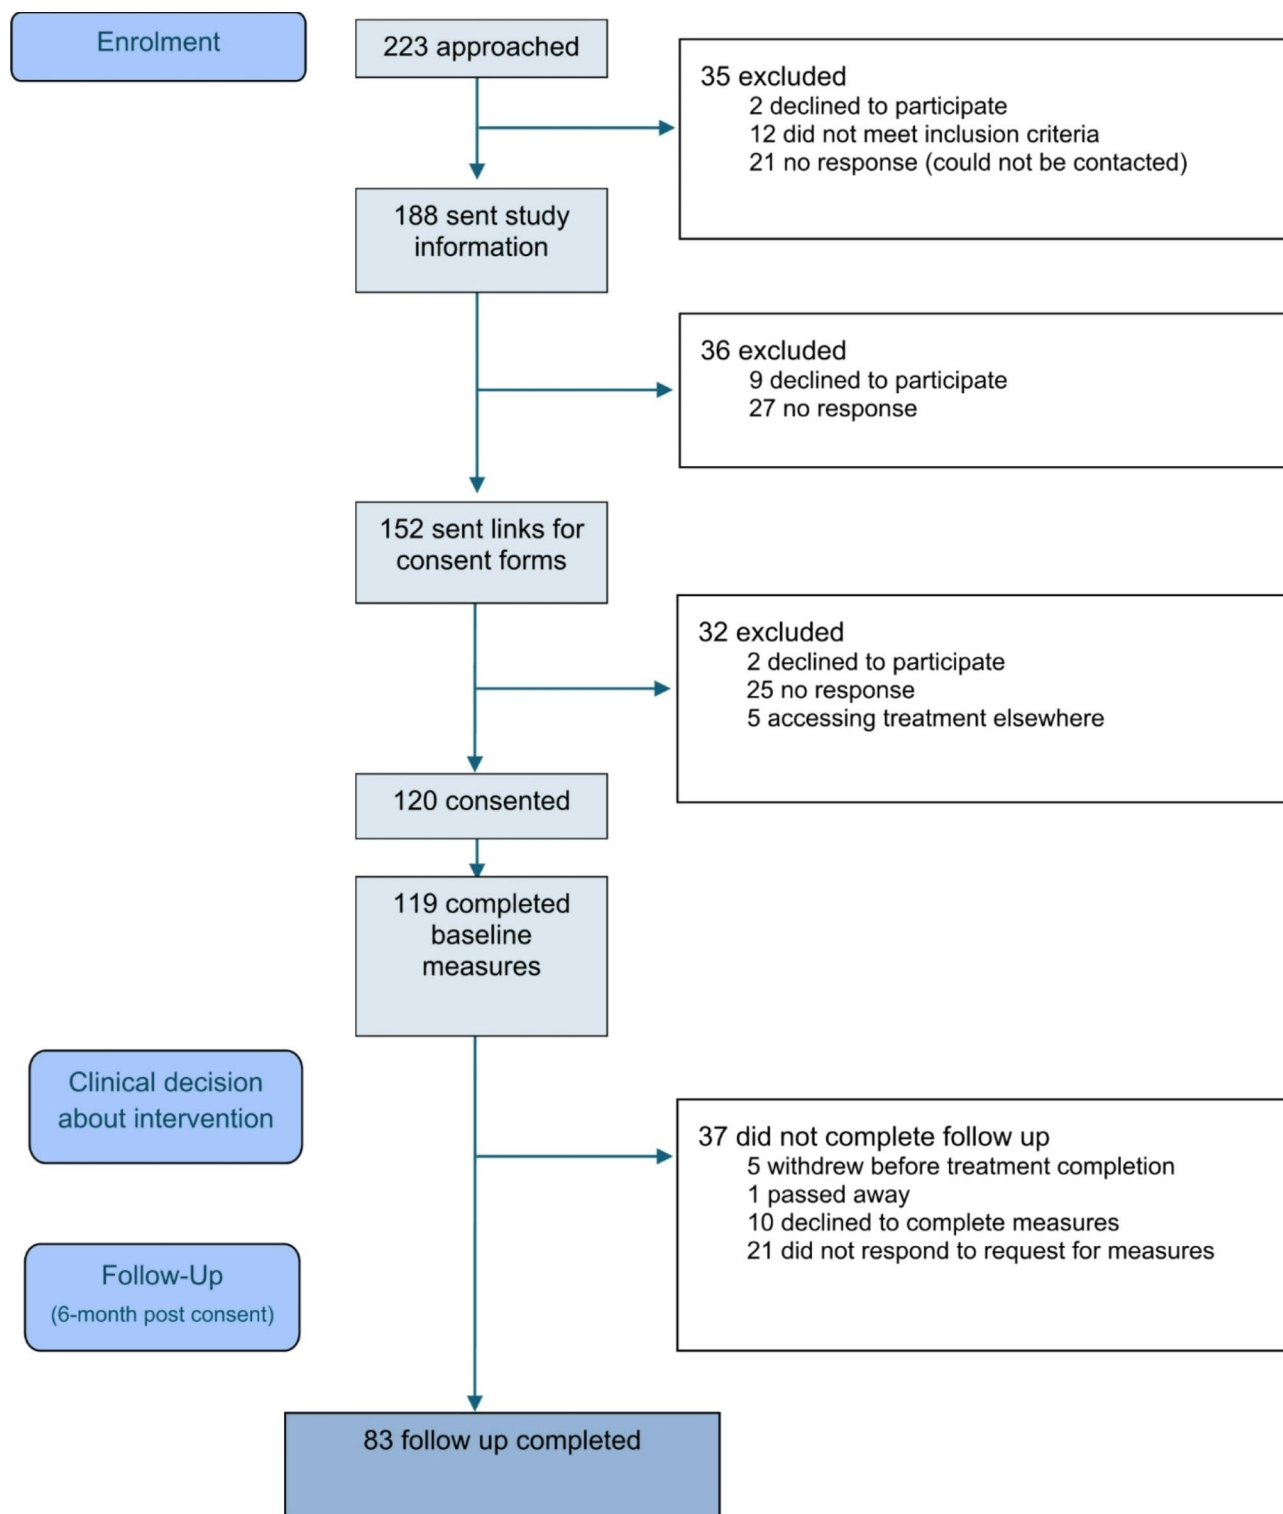 Enrolment
223 approached
35 excluded
2 declined to participate
12 did not meet inclusion criteria
21 no response (could not be contacted)
188 sent study
information
36 excluded
9 declined to participate
27 no response
152 sent links for
consent forms
32 excluded
2 declined to participate
25 no response
5 accessing treatment elsewhere
120 consented
119 completed
baseline
measures
Clinical decision
about intervention
37 did not complete follow up
5 withdrew before treatment completion
1 passed away
10 declined to complete measures
21 did not respond to request for measures
Follow-Up
(6-month post consent)
83 follow up completed